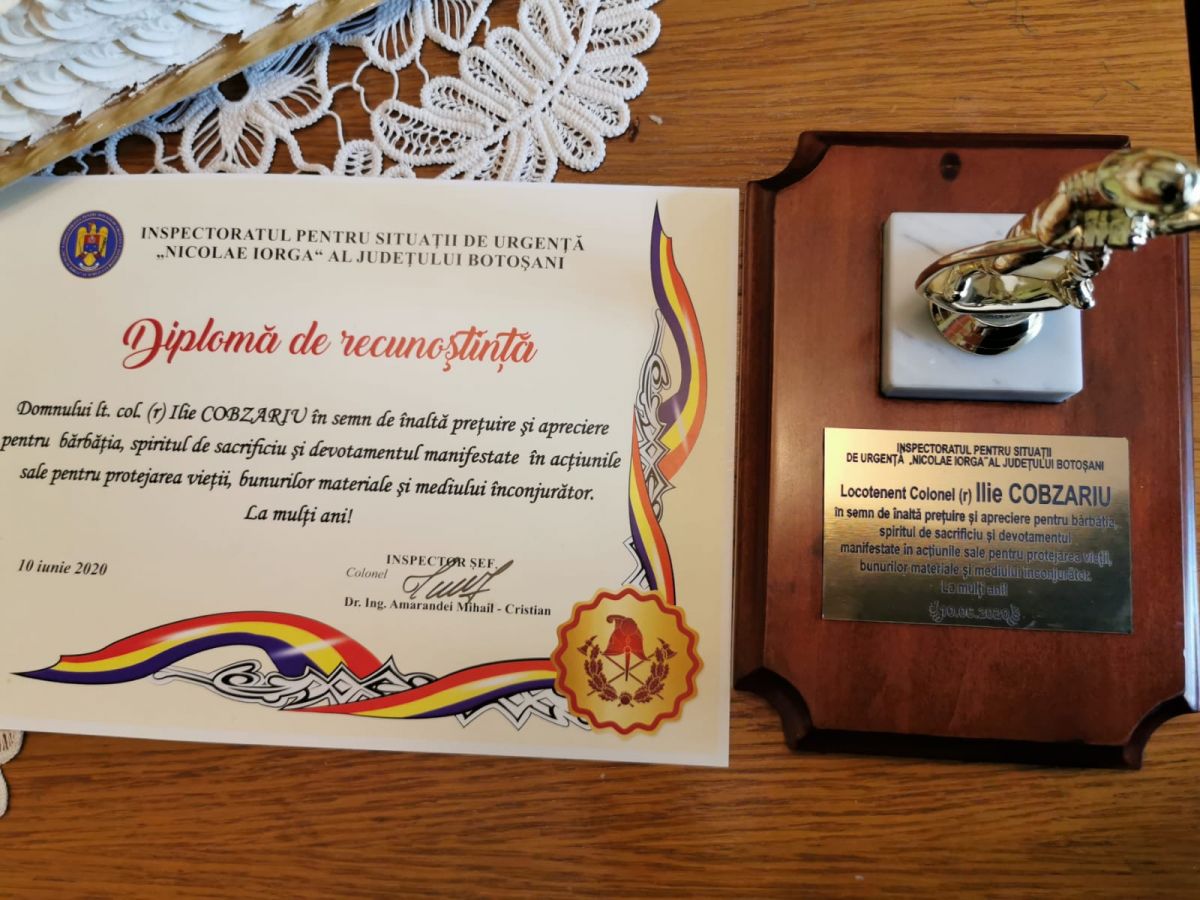 INSPECTORATUL PENTRU SITUAȚII DE URGENȚĂ
„NICOLAE IORGA“ AL JUDEȚULUI BOTOȘANI
Diplomă de recunoștință
Domnului lt. col. (r) Ilie COBZARIU în semn de înaltă prețuire și apreciere
pentru bărbăția, spiritul de sacrificiu și devotamentul manifestate în acțiunile
sale pentru protejarea vieții, bunurilor materiale și mediului înconjurător.
La mulți ani!
10 iunie 2020
INSPECTOR ȘEF,
Colonel
Dr. Ing. Amarandei Mihail - Cristian
INSPECTORATUL PENTRU SITUAȚII
DE URGENȚĂ „NICOLAE IORGA“ AL JUDEȚULUI BOTOȘANI
Locotenent Colonel (r) Ilie COBZARIU
în semn de înaltă prețuire și apreciere pentru bărbăția,
spiritul de sacrificiu și devotamentul
manifestate în acțiunile sale pentru protejarea vieții,
bunurilor materiale și mediului înconjurător.
La mulți ani!
10.06.2020